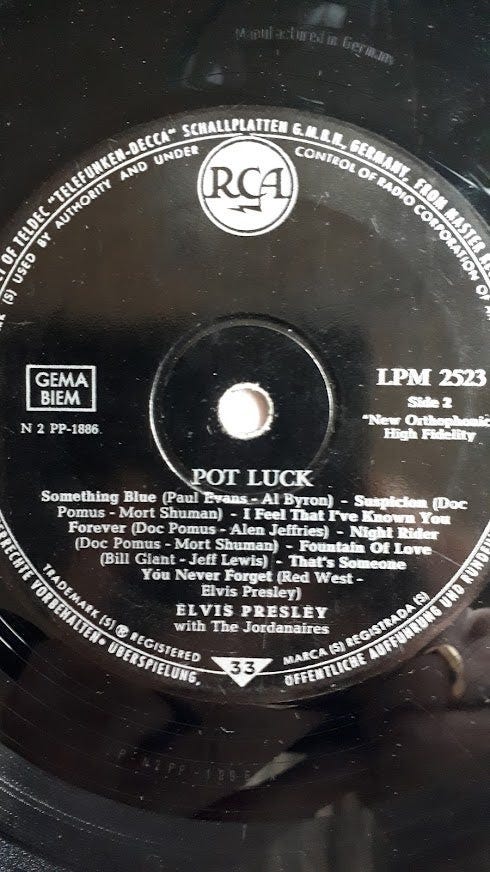 Manufactured in Germany
OF TELDEC "TELEFUNKEN-DECCA" SCHALLPLATTEN G.M.B.H., GERMANY, FROM MASTER
(S) USED BY AUTHORITY AND UNDER CONTROL OF RADIO CORPORATION OF
RCA
GEMA
BIEM
N 2 PP-1886
LPM 2523
Side 2
"New Orthophonic
High Fidelity
POT LUCK
Something Blue (Paul Evans - Al Byron) - Suspicion (Doc
Pomus - Mort Shuman) - I Feel That I've Known You
Forever (Doc Pomus - Alen Jeffries) - Night Rider
(Doc Pomus - Mort Shuman) - Fountain Of Love
(Bill Giant - Jeff Lewis) - That's Someone
You Never Forget (Red West -
Elvis Presley)
ELVIS PRESLEY
with The Jordanaires
TRADEMARK (S) ® REGISTERED
MARCA (S) REGISTRADA (S)
33
VORBEHALTEN • ÜBERSPIELUNG,
ÖFFENTLICHE AUFFÜHRUNG UND